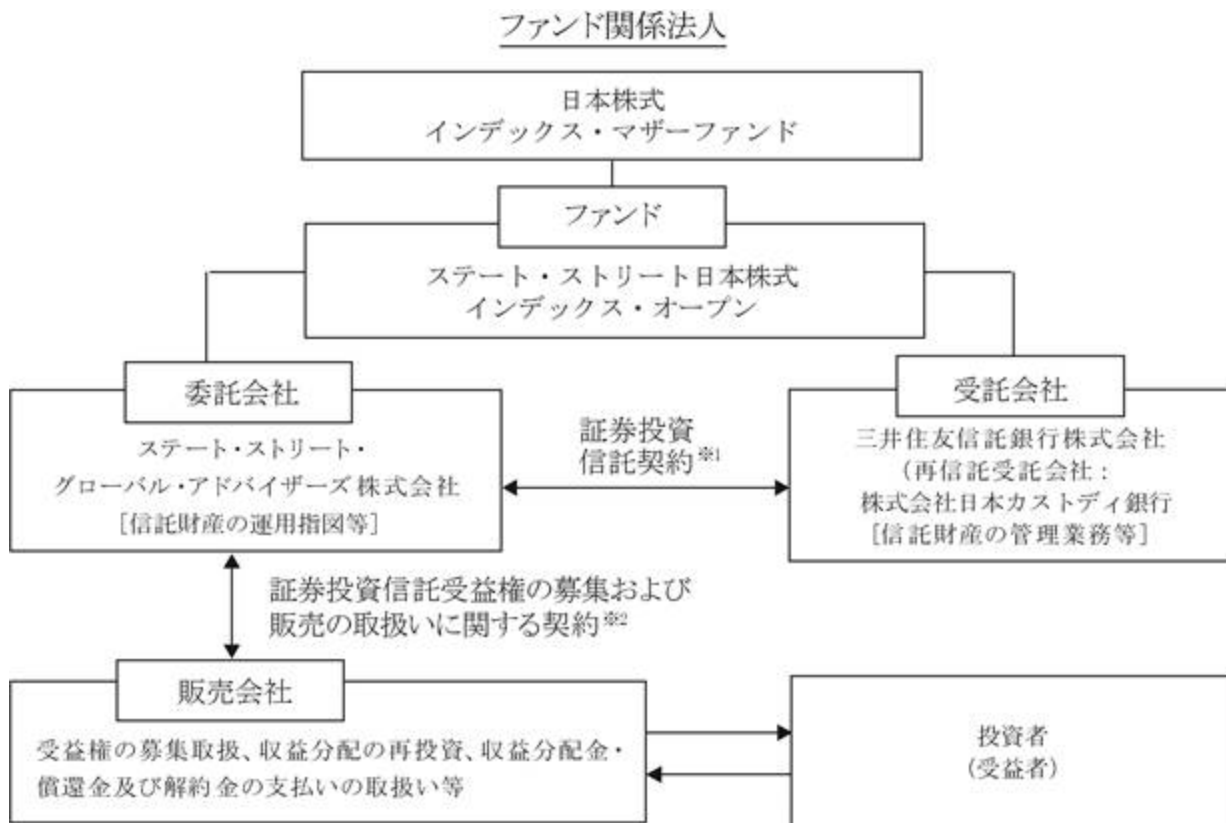 ファンド関係法人
日本株式
インデックス・マザーファンド
ファンド
ステート・ストリート日本株式
インデックス・オープン
委託会社
ステート・ストリート・
グローバル・アドバイザーズ株式会社
[信託財産の運用指図等]
証券投資
信託契約※1
受託会社
三井住友信託銀行株式会社
(再信託受託会社:
株式会社日本カストディ銀行
[信託財産の管理業務等]
証券投資信託受益権の募集および
販売の取扱いに関する契約※2
販売会社
受益権の募集取扱、収益分配の再投資、収益分配金・
償還金及び解約金の支払いの取扱い等
投資者
(受益者)